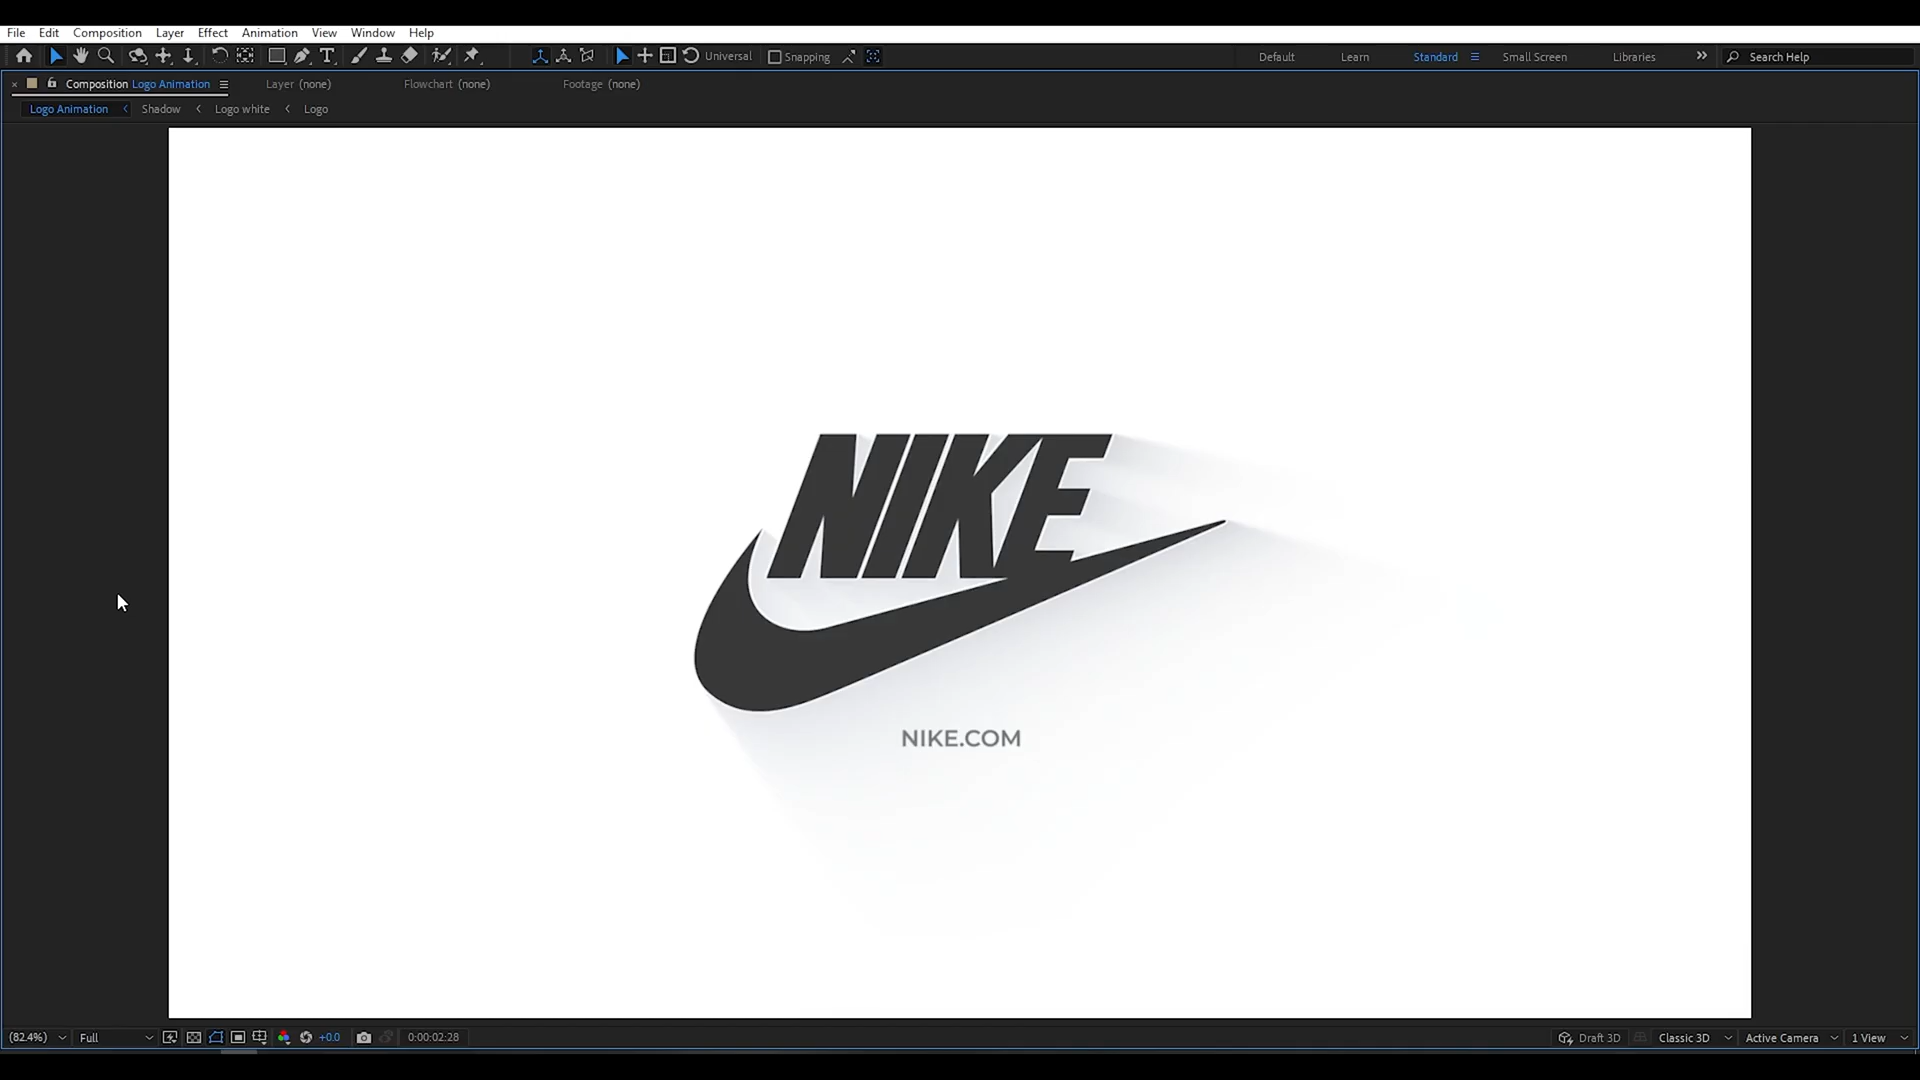 File Edit Composition Layer Effect Animation View Window Help
Universal Snapping Default Learn Standard Small Screen Libraries Search Help
Composition Logo Animation Layer (none) Flowchart (none) Footage (none)
Logo Animation Shadow Logo white Logo
NIKE
NIKE.COM
(82.4%) Full +0.0 0:00:02:28 Draft 3D Classic 3D Active Camera 1 View